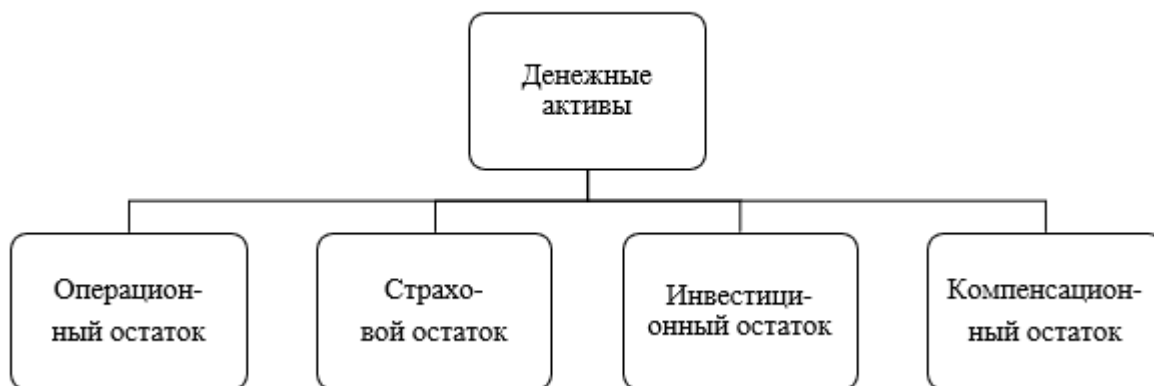 Денежные
активы
Операцион-
ный остаток
Страхо-
вой остаток
Инвестици-
онный остаток
Компенсацион-
ный остаток